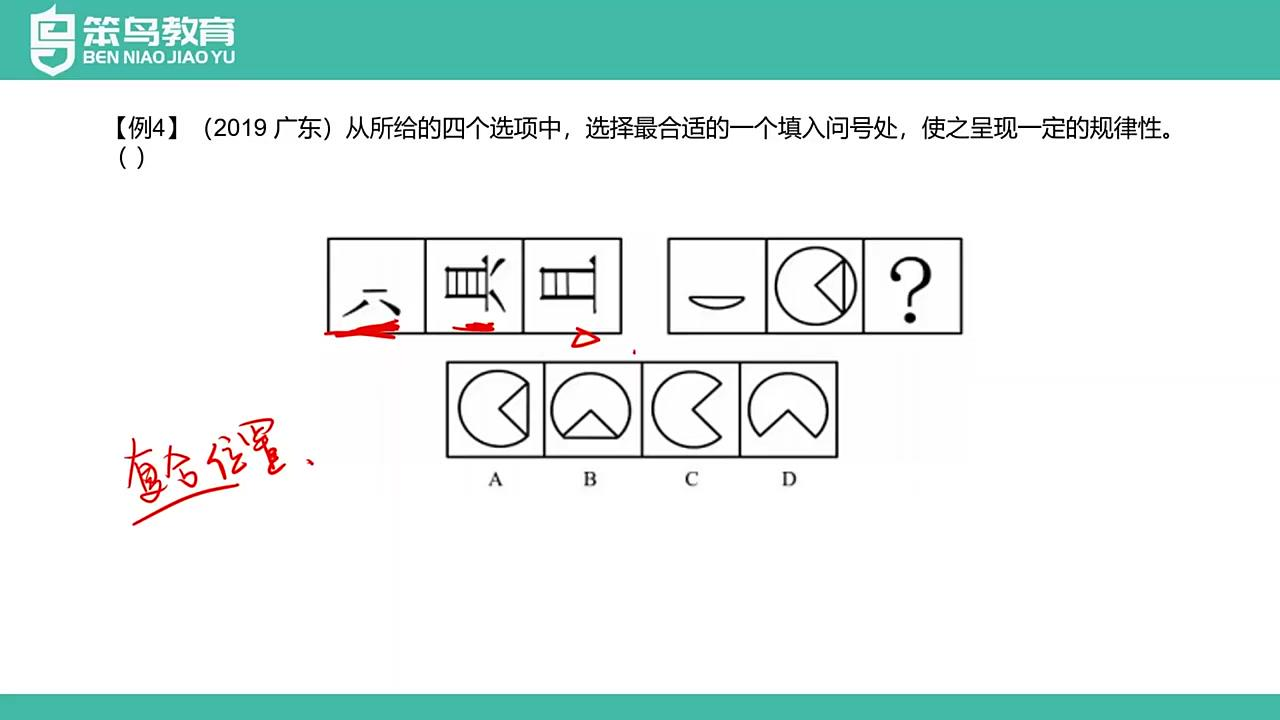 笨鸟教育
BEN NIAO JIAO YU
【例4】（2019 广东）从所给的四个选项中，选择最合适的一个填入问号处，使之呈现一定的规律性。
（ ）
六 ?
A B C D
复合位置、